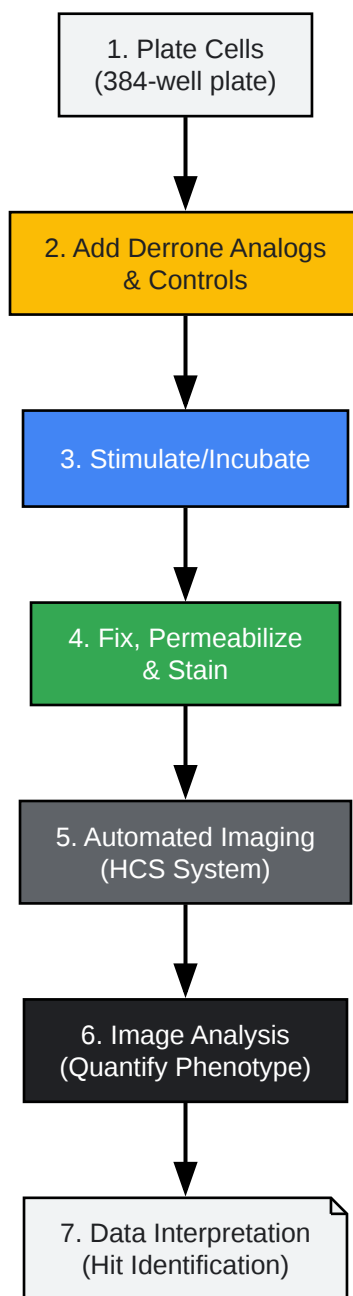 1. Plate Cells
(384-well plate)
2. Add Derrone Analogs
& Controls
3. Stimulate/Incubate
4. Fix, Permeabilize
& Stain
5. Automated Imaging
(HCS System)
6. Image Analysis
(Quantify Phenotype)
7. Data Interpretation
(Hit Identification)